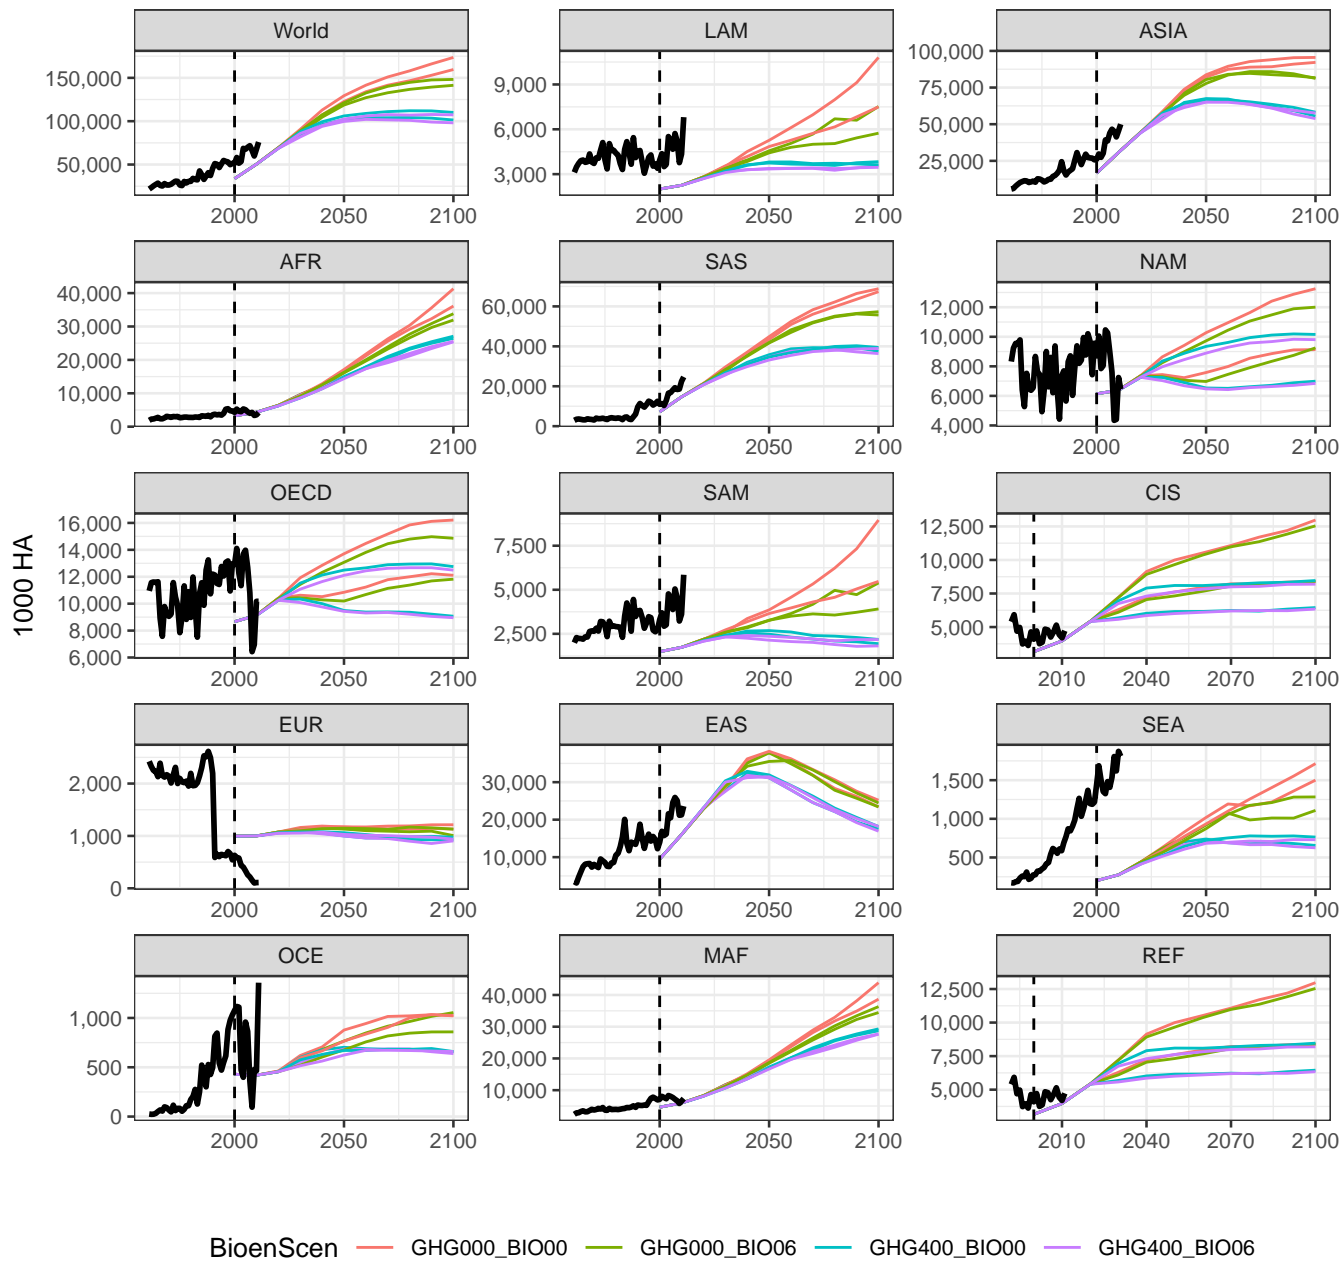 World
LAM
ASIA
150,000
100,000
50,000
9,000
6,000
3,000
100,000
75,000
50,000
25,000
2000 2050 2100
2000 2050 2100
2000 2050 2100
AFR
SAS
NAM
40,000
30,000
20,000
10,000
0
60,000
40,000
20,000
0
12,000
10,000
8,000
6,000
4,000
2000 2050 2100
2000 2050 2100
2000 2050 2100
1000 HA
OECD
SAM
CIS
16,000
14,000
12,000
10,000
8,000
6,000
7,500
5,000
2,500
12,500
10,000
7,500
5,000
2000 2050 2100
2000 2050 2100
2010 2040 2070 2100
EUR
EAS
SEA
2,000
1,000
0
30,000
20,000
10,000
1,500
1,000
500
2000 2050 2100
2000 2050 2100
2000 2050 2100
OCE
MAF
REF
1,000
500
0
40,000
30,000
20,000
10,000
12,500
10,000
7,500
5,000
2000 2050 2100
2000 2050 2100
2010 2040 2070 2100
BioenScen GHG000_BIO00 GHG000_BIO06 GHG400_BIO00 GHG400_BIO06